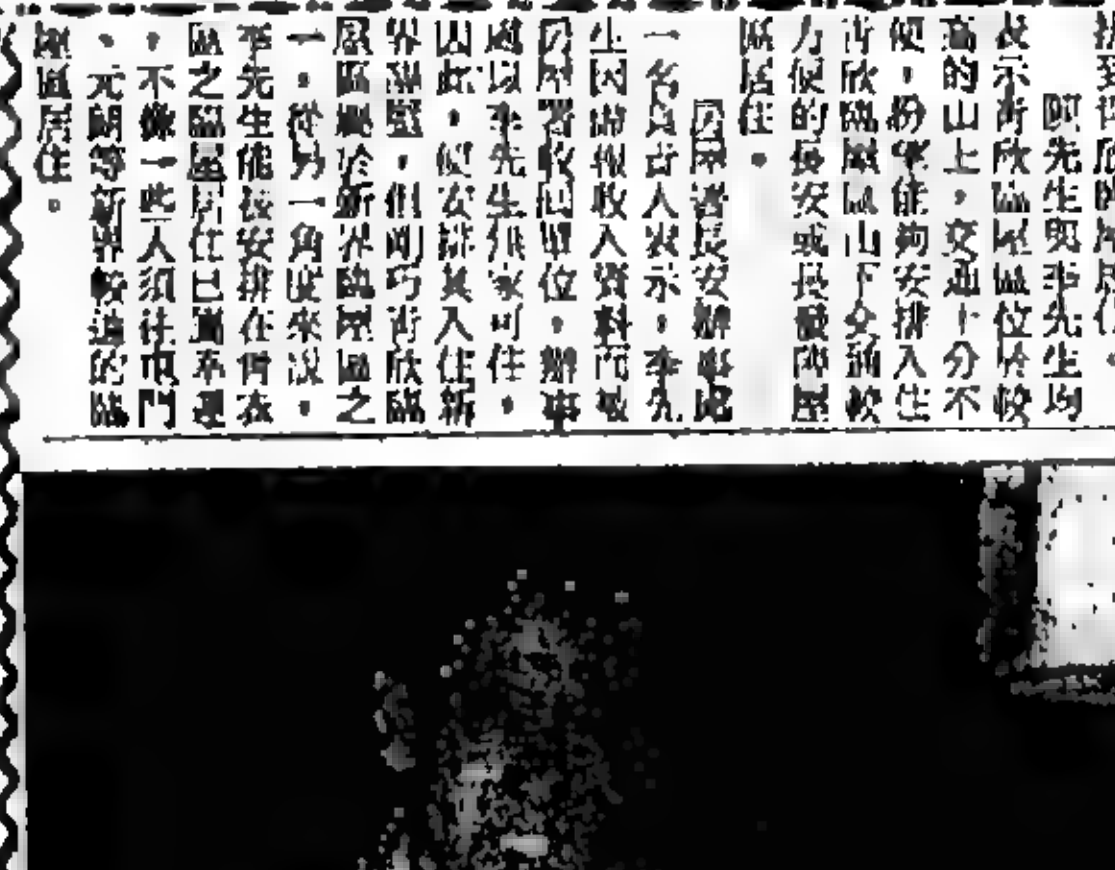 陳先生與李先生均
表示青欣臨屋區位於較
高的山上，交通十分不
便，盼望能夠安排入住
青欣臨屋區山下交通較
方便的長安或長發邨屋
區居住。
房屋署長安辦事處
一名負責人表示，李先
生因需報收入資料而被
房屋署收回單位，辦事
處以李先生無家可住，
因此，便安排其入住新
界調藍，但剛巧青欣臨
屋區屬於新界臨屋區之
一，從另一角度來說，
李先生能夠安排在青衣
區之臨屋居住已屬幸運
，不像一些人須往屯門
、元朗等新界較遠的臨
屋區居住。